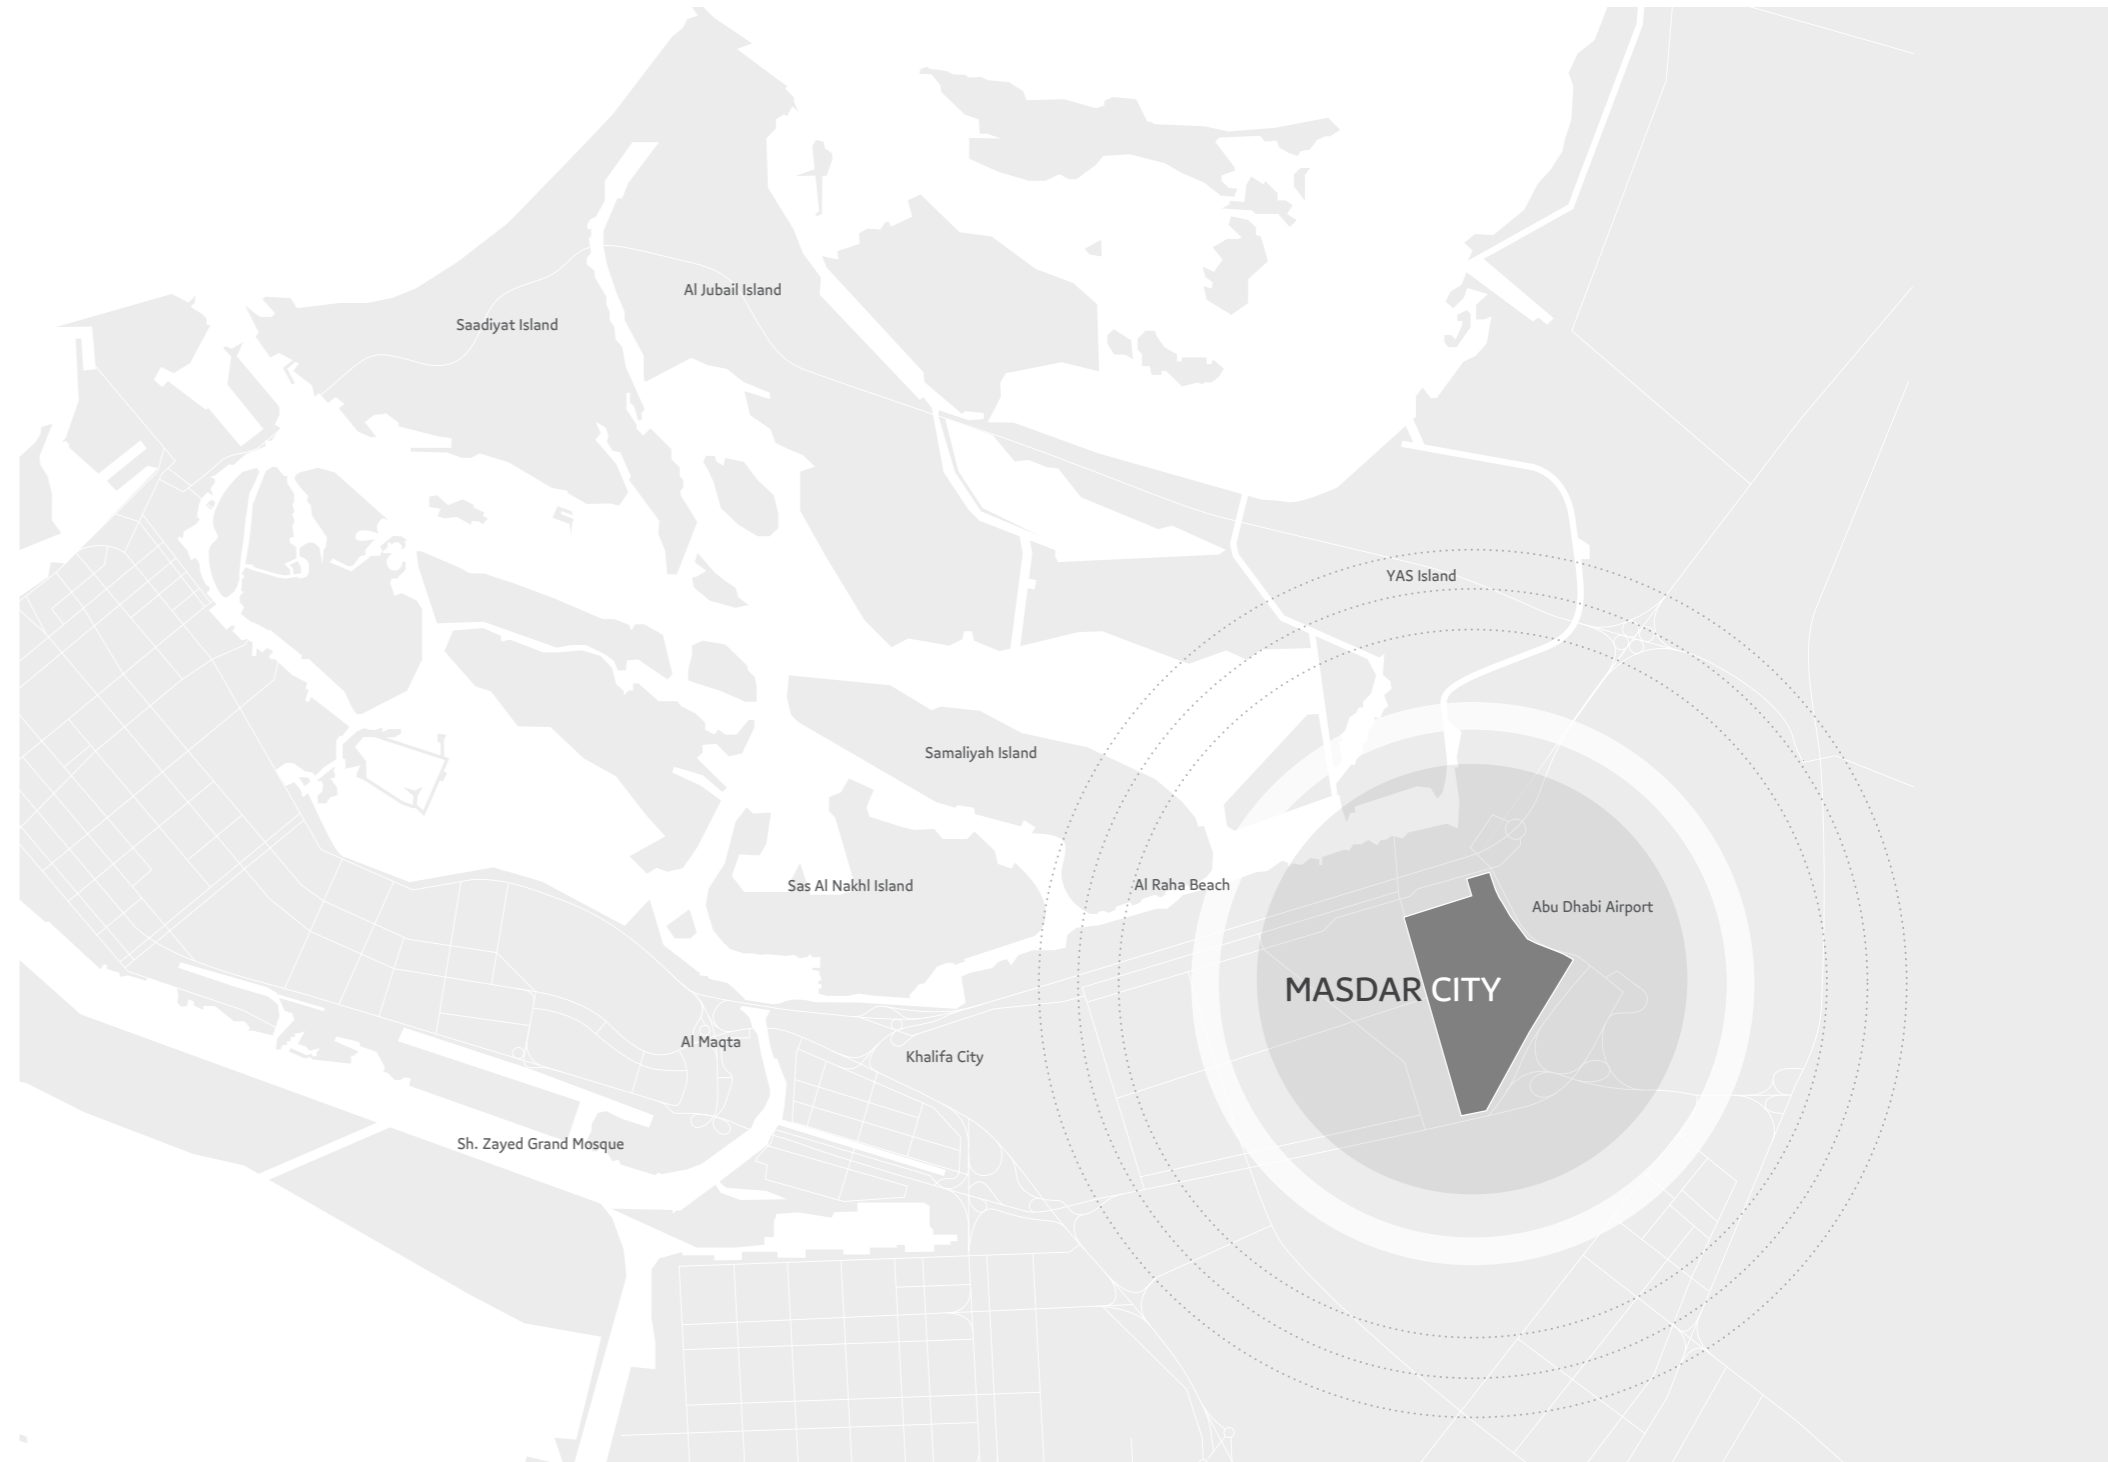 Al Jubail Island
Saadiyat Island
YAS Island
Samaliyah Island
Sas Al Nakhl Island
Al Raha Beach
Abu Dhabi Airport
MASDAR CITY
Al Maqta
Khalifa City
Sh. Zayed Grand Mosque